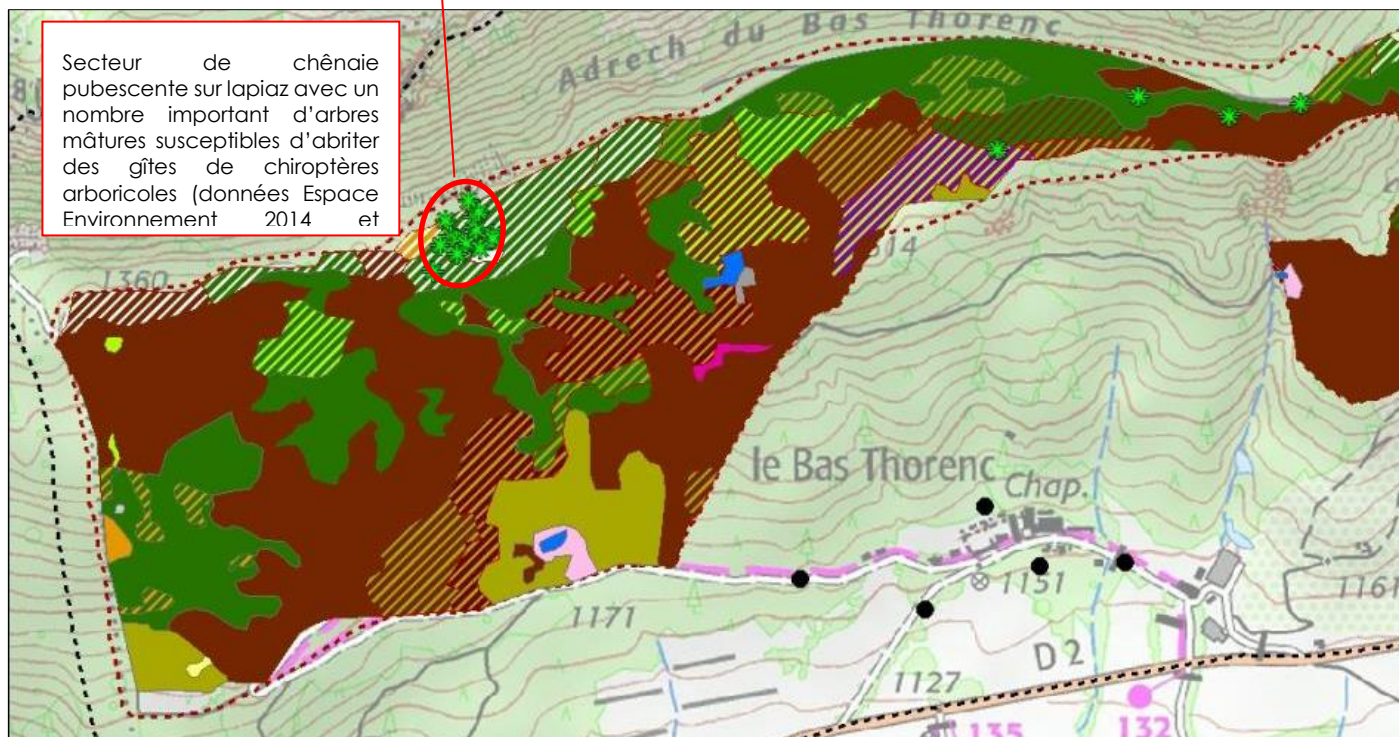 Secteur de chênaie
pubescente sur lapiaz avec un
nombre important d'arbres
mâtures susceptibles d'abriter
des gîtes de chiroptères
arboricoles (données Espace
Environnement 2014 et
Adrech du Bas Thorenc
1360
le Bas Thorenc
Chap.
1151
1171
D 2
1127
135
132